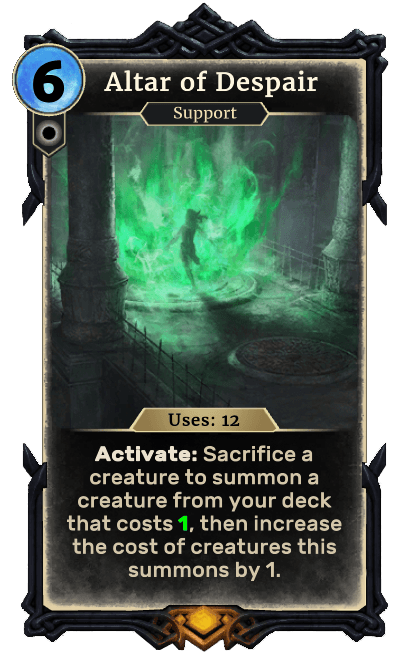 6
Altar of Despair
Support
Uses: 12
Activate: Sacrifice a
creature to summon a
creature from your deck
that costs 1, then increase
the cost of creatures this
summons by 1.